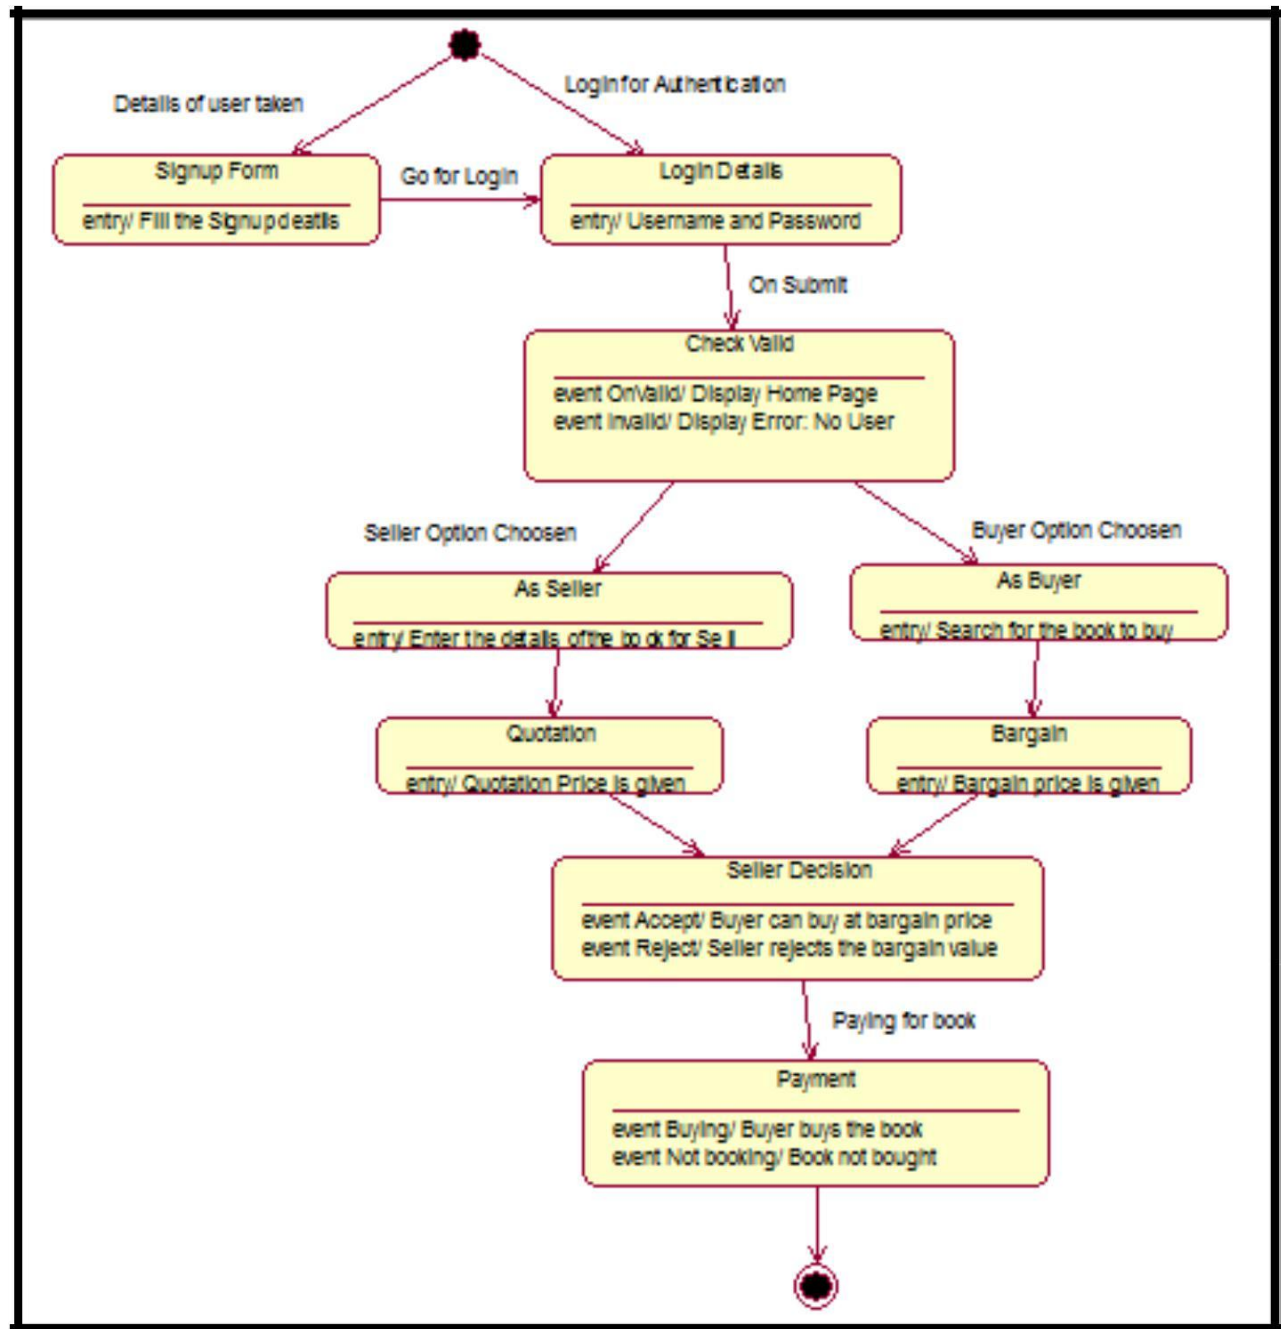 Login for Authentication
Details of user taken
Signup Form
entry/ Fill the Signup deatils
Go for Login
Login Details
entry/ Username and Password
On Submit
Check Valid
event OnValid/ Display Home Page
event Invalid/ Display Error: No User
Seller Option Choosen
Buyer Option Choosen
As Seller
entry/ Enter the details of the book for Sell
As Buyer
entry/ Search for the book to buy
Quotation
entry/ Quotation Price is given
Bargain
entry/ Bargain price is given
Seller Decision
event Accept/ Buyer can buy at bargain price
event Reject/ Seller rejects the bargain value
Paying for book
Payment
event Buying/ Buyer buys the book
event Not booking/ Book not bought